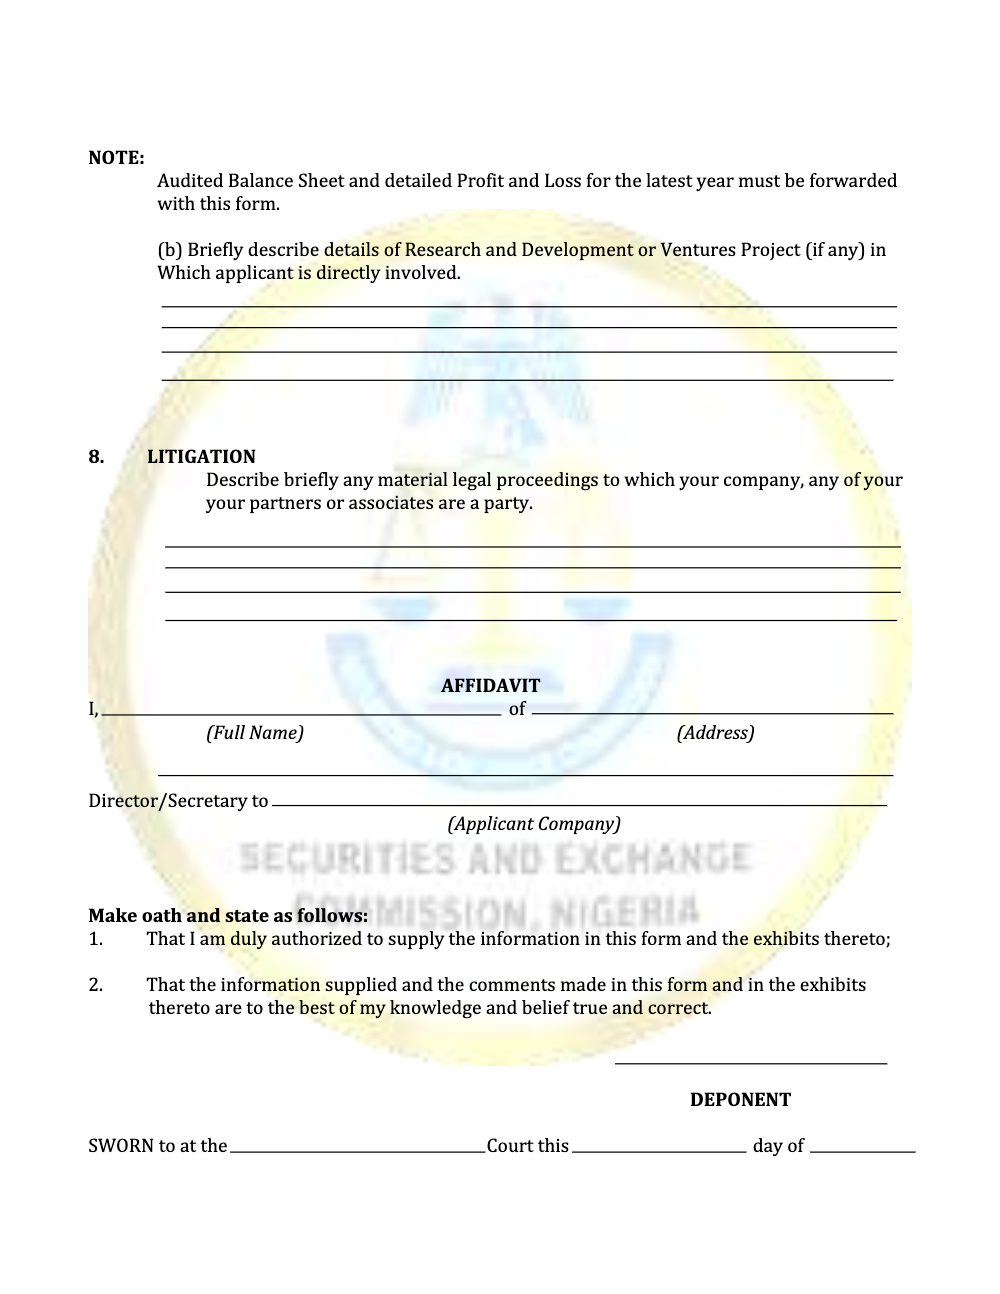 NOTE:
Audited Balance Sheet and detailed Profit and Loss for the latest year must be forwarded
with this form.
(b) Briefly describe details of Research and Development or Ventures Project (if any) in
Which applicant is directly involved.
8. LITIGATION
Describe briefly any material legal proceedings to which your company, any of your
your partners or associates are a party.
AFFIDAVIT
I, of
(Full Name) (Address)
Director/Secretary to
(Applicant Company)
SECURITIES AND EXCHANGE
COMMISSION, NIGERIA
Make oath and state as follows:
1. That I am duly authorized to supply the information in this form and the exhibits thereto;
2. That the information supplied and the comments made in this form and in the exhibits
thereto are to the best of my knowledge and belief true and correct.
DEPONENT
SWORN to at the Court this day of